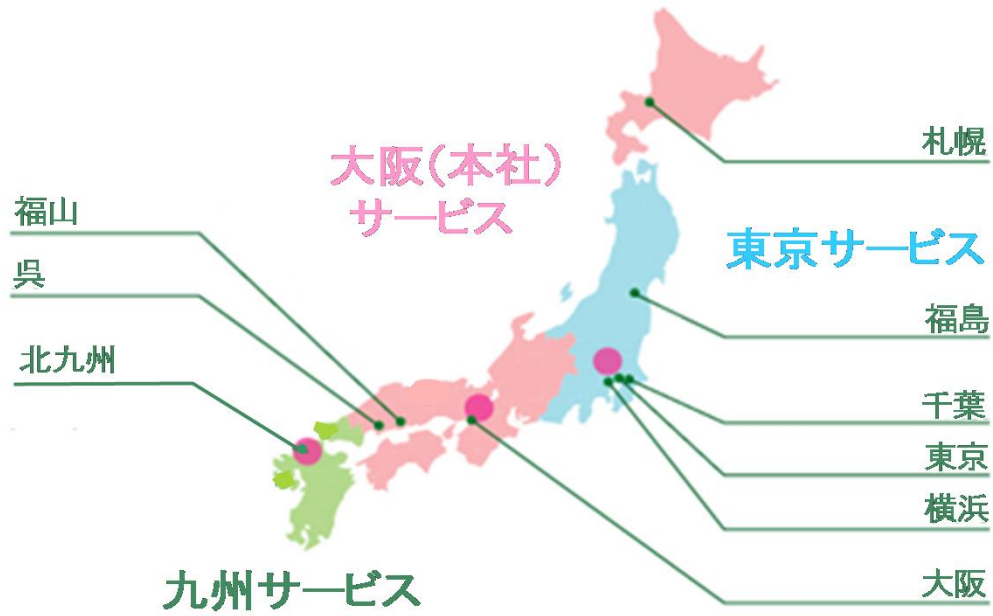 札幌
大阪(本社)
サービス
福山
東京サービス
呉
福島
北九州
千葉
東京
横浜
大阪
九州サービス